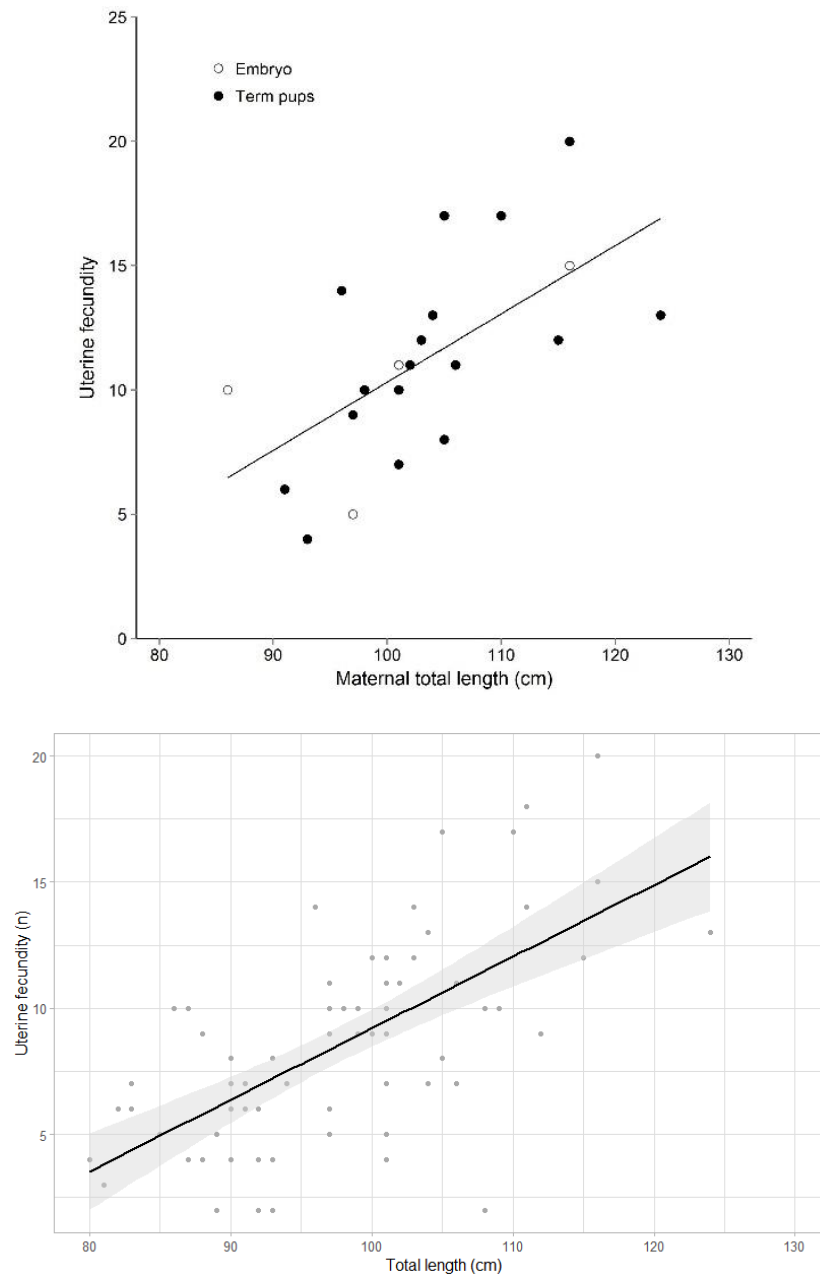 25
Embryo
Term pups
20
15
10
5
0
Uterine fecundity
80 90 100 110 120 130
Maternal total length (cm)
20
15
10
5
Uterine fecundity (n)
80 90 100 110 120 130
Total length (cm)